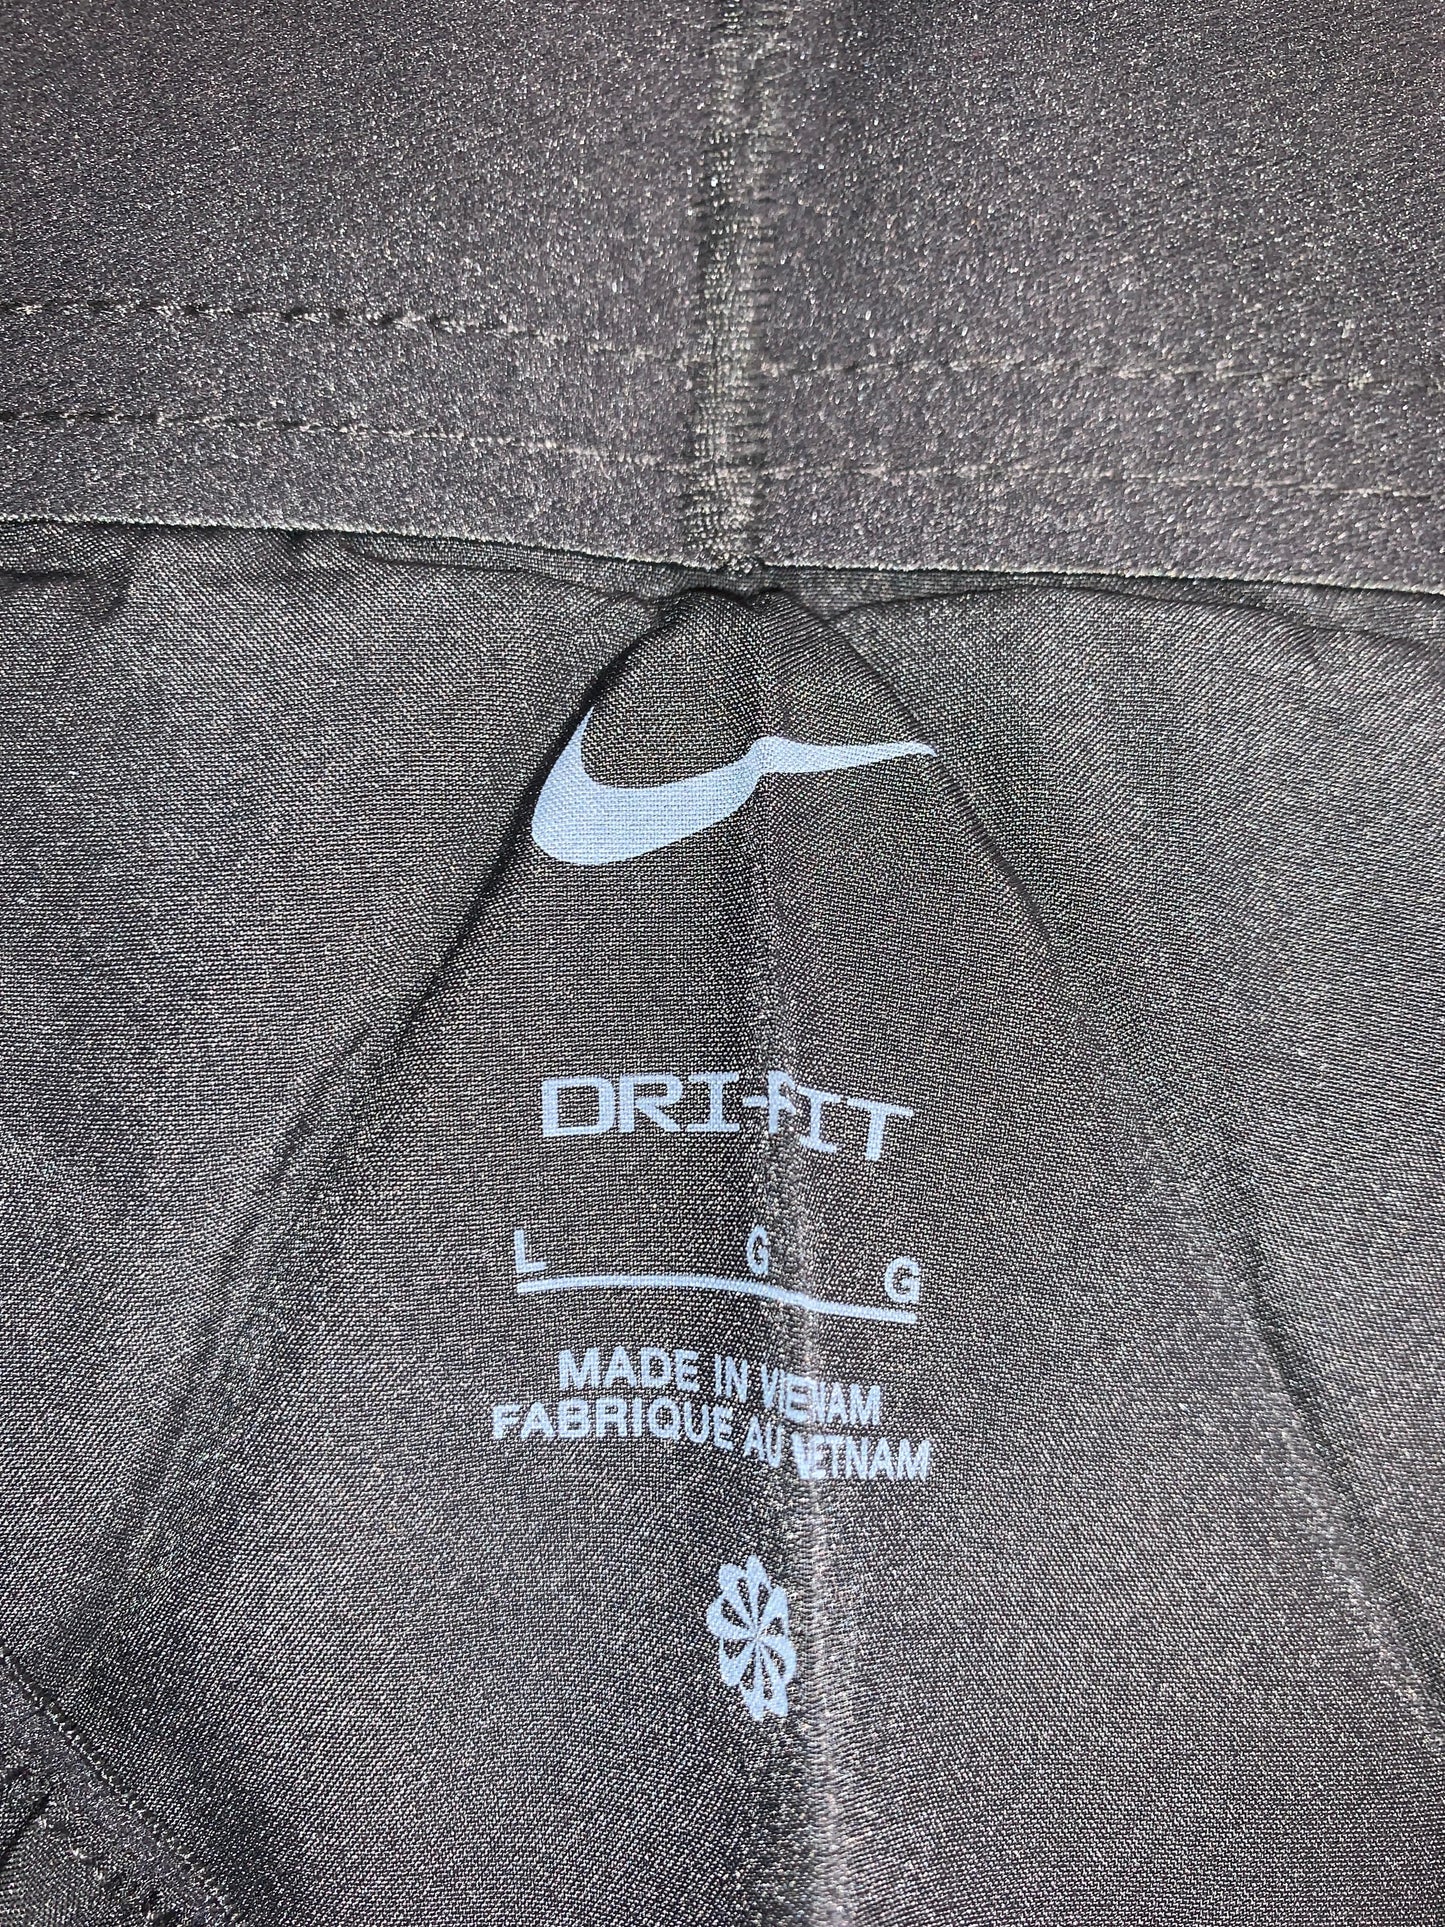 DRI-FIT
L G G
MADE IN VIETNAM
FABRIQUE AU VIETNAM